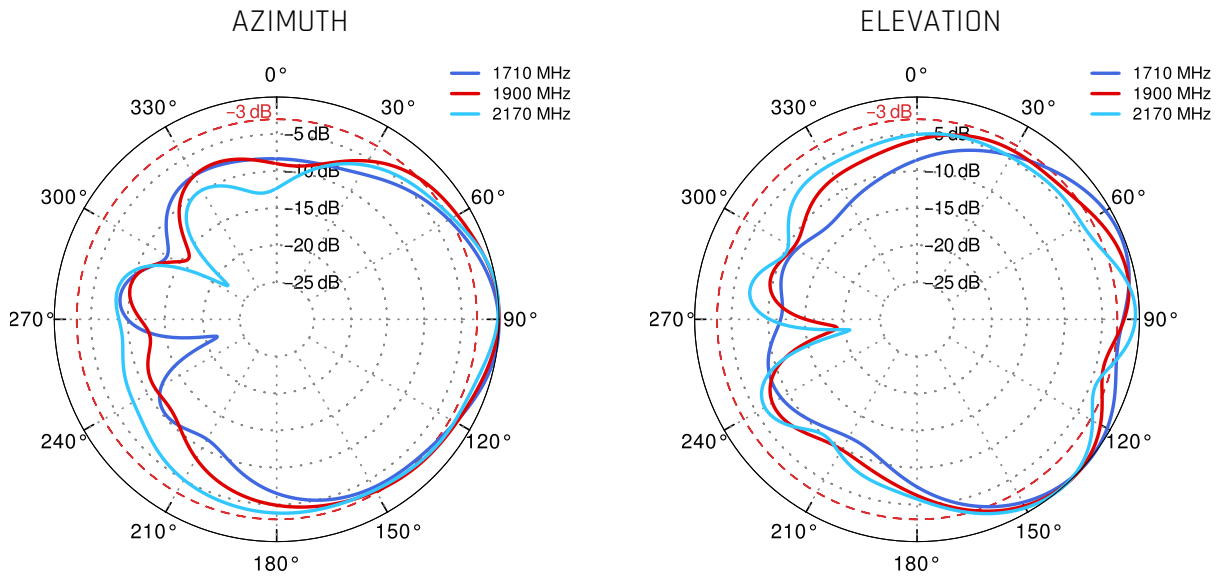 AZIMUTH
0°
30°
60°
90°
120°
150°
180°
210°
240°
270°
300°
330°
−3 dB
−5 dB
−10 dB
−15 dB
−20 dB
−25 dB
1710 MHz
1900 MHz
2170 MHz
ELEVATION
0°
30°
60°
90°
120°
150°
180°
210°
240°
270°
300°
330°
−3 dB
−5 dB
−10 dB
−15 dB
−20 dB
−25 dB
1710 MHz
1900 MHz
2170 MHz